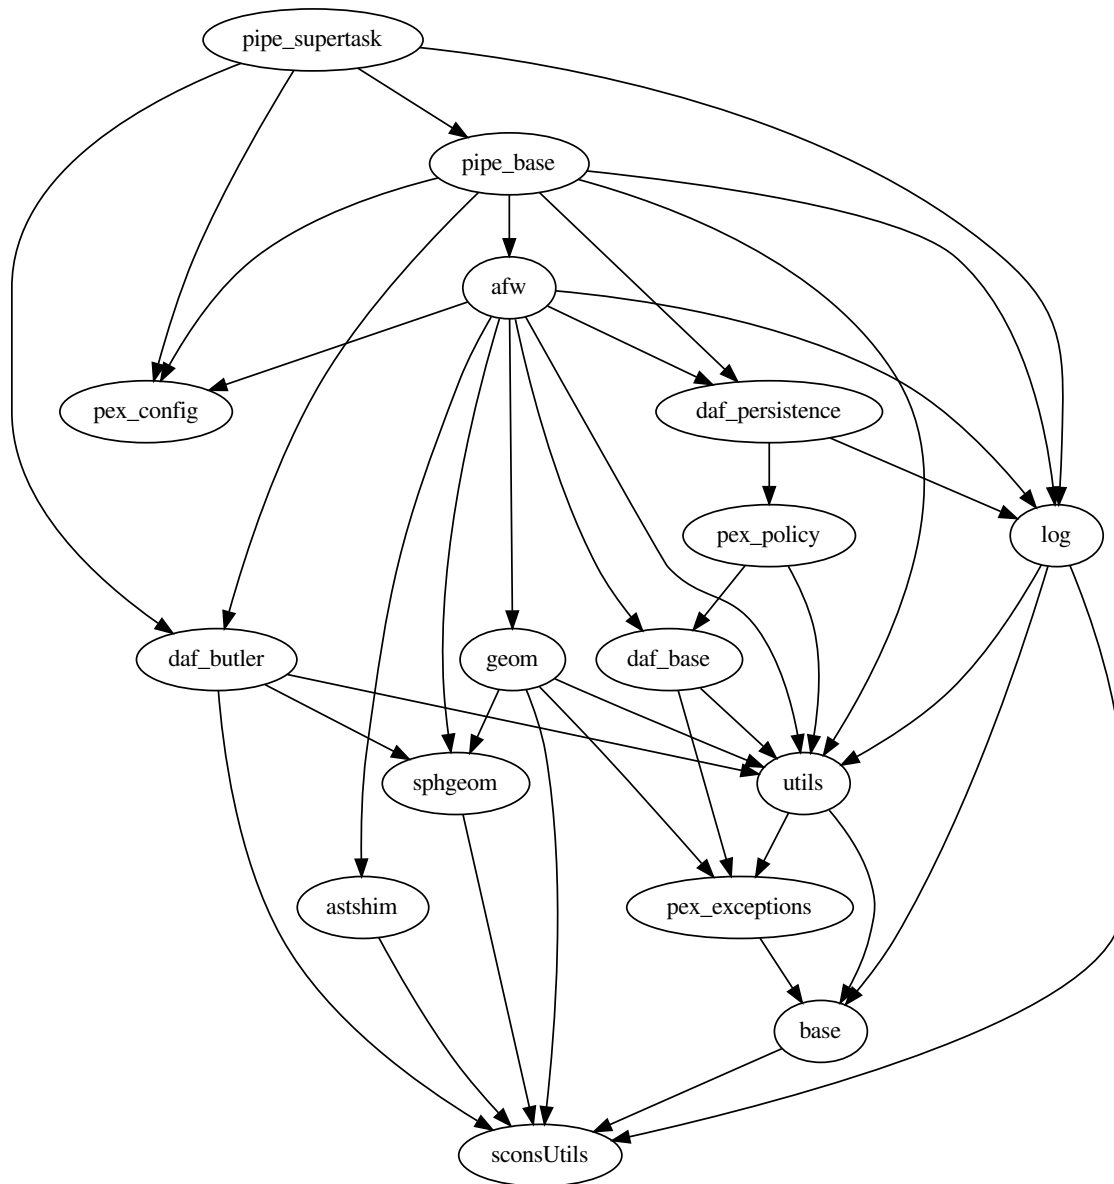 pipe_supertask
pipe_base
afw
pex_config
daf_persistence
pex_policy
log
daf_butler
geom
daf_base
sphgeom
utils
astshim
pex_exceptions
base
sconsUtils